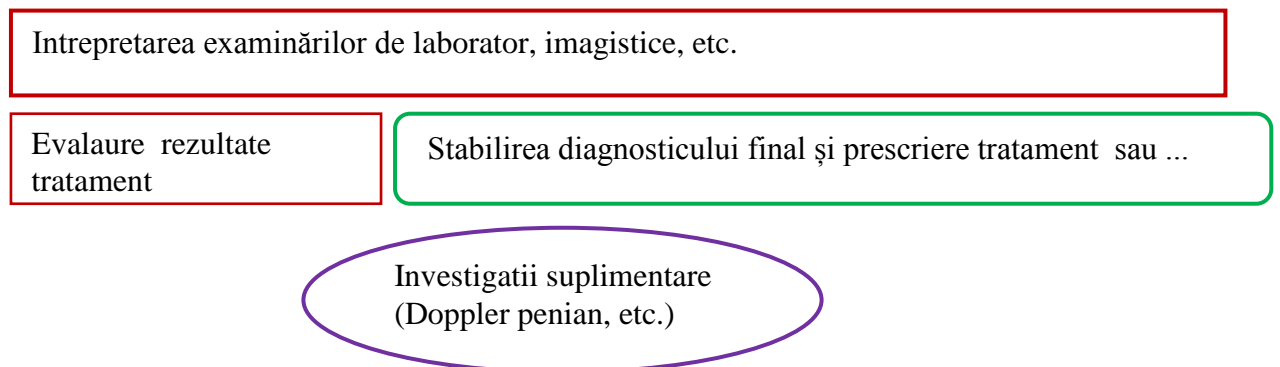 Intrepretarea examinărilor de laborator, imagistice, etc.
Evalaure rezultate
tratament
Stabilirea diagnosticului final și prescriere tratament sau ...
Investigatii suplimentare
(Doppler penian, etc.)